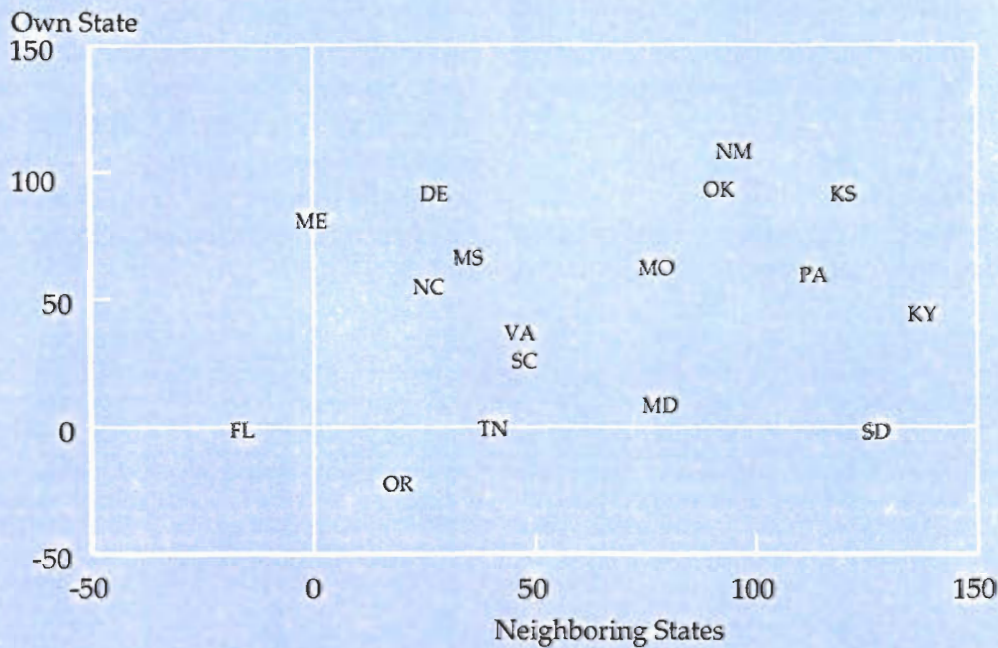 Own State
150
NM
100
DE
OK
KS
ME
MS
MO
PA
NC
50
KY
VA
SC
MD
0
FL
TN
SD
OR
-50
-50 0 50 100 150
Neighboring States